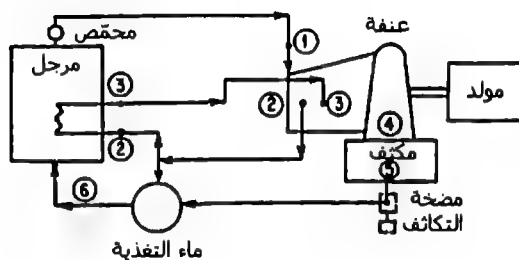 محمّص
عنفة
مرجل
①
③
②
③
②
مولد
④
مكثف
⑤
⑥
مضخة
التكاثف
ماء التغذية